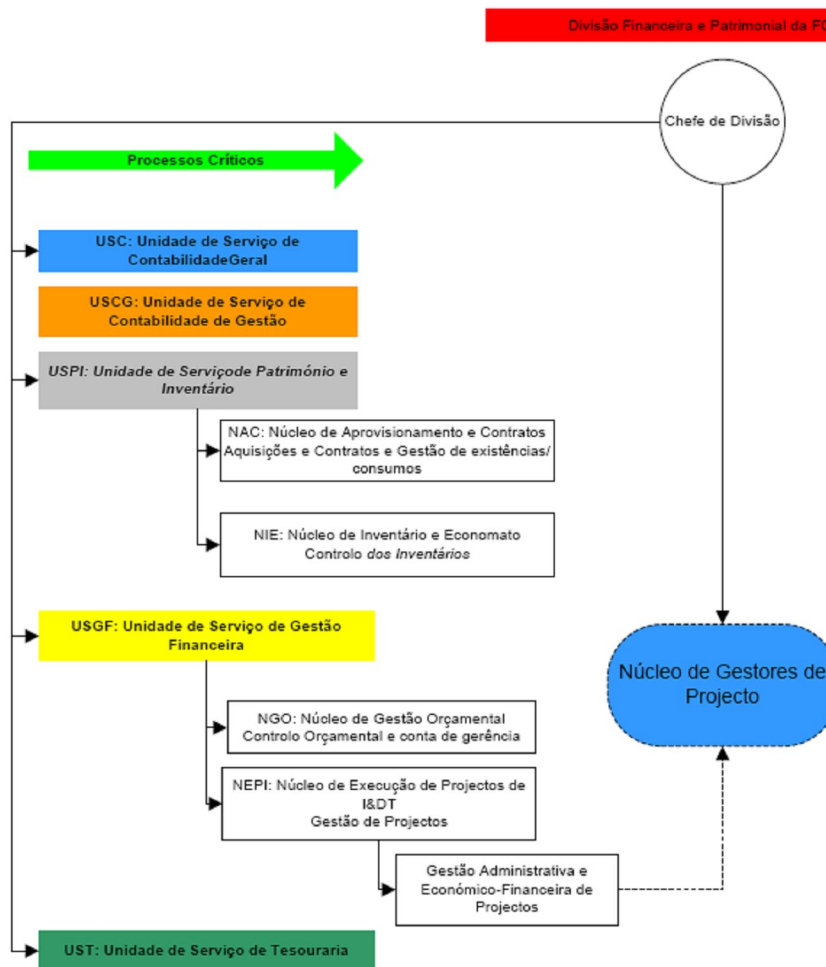 Divisão Financeira e Patrimonial da
Chefe de Divisão
Processos Críticos
USC: Unidade de Serviço de
ContabilidadeGeral
USCG: Unidade de Serviço de
Contabilidade de Gestão
USPI: Unidade de Serviçode Património e
Inventário
NAC: Núcleo de Aprovisionamento e Contratos
Aquisições e Contratos e Gestão de existências/
consumos
NIE: Núcleo de Inventário e Economato
Controlo dos Inventários
USGF: Unidade de Serviço de Gestão
Financeira
Núcleo de Gestores de
Projecto
NGO: Núcleo de Gestão Orçamental
Controlo Orçamental e conta de gerência
NEPI: Núcleo de Execução de Projectos de
I&DT
Gestão de Projectos
Gestão Administrativa e
Económico-Financeira de
Projectos
UST: Unidade de Serviço de Tesouraria